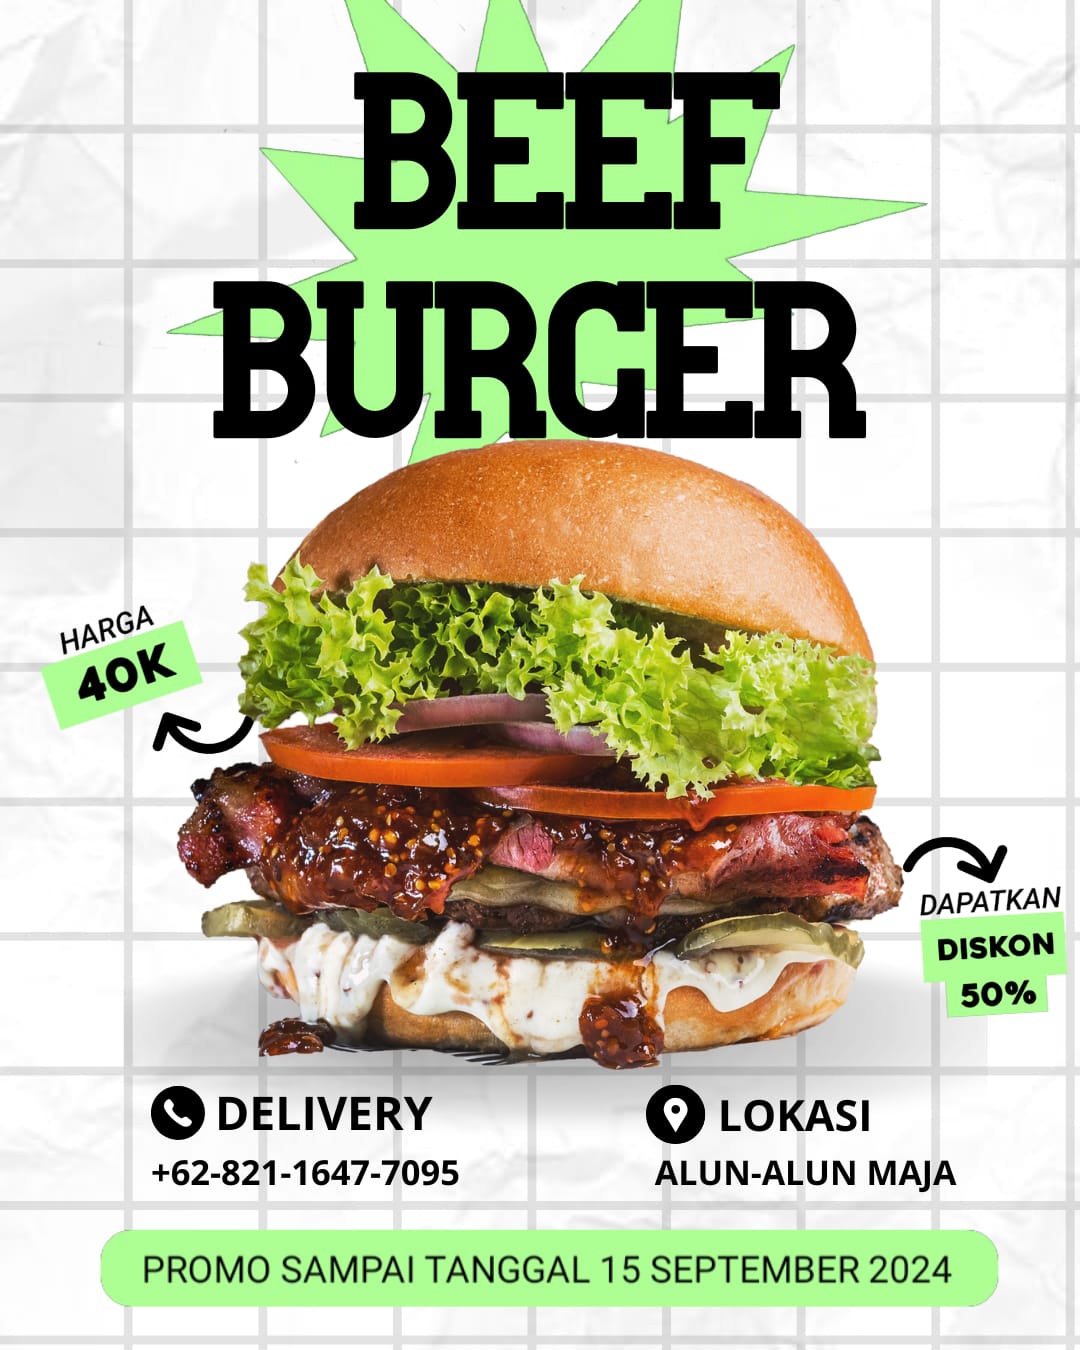 BEEF
BURGER
HARGA
40K
DAPATKAN
DISKON
50%
DELIVERY
+62-821-1647-7095
LOKASI
ALUN-ALUN MAJA
PROMO SAMPAI TANGGAL 15 SEPTEMBER 2024